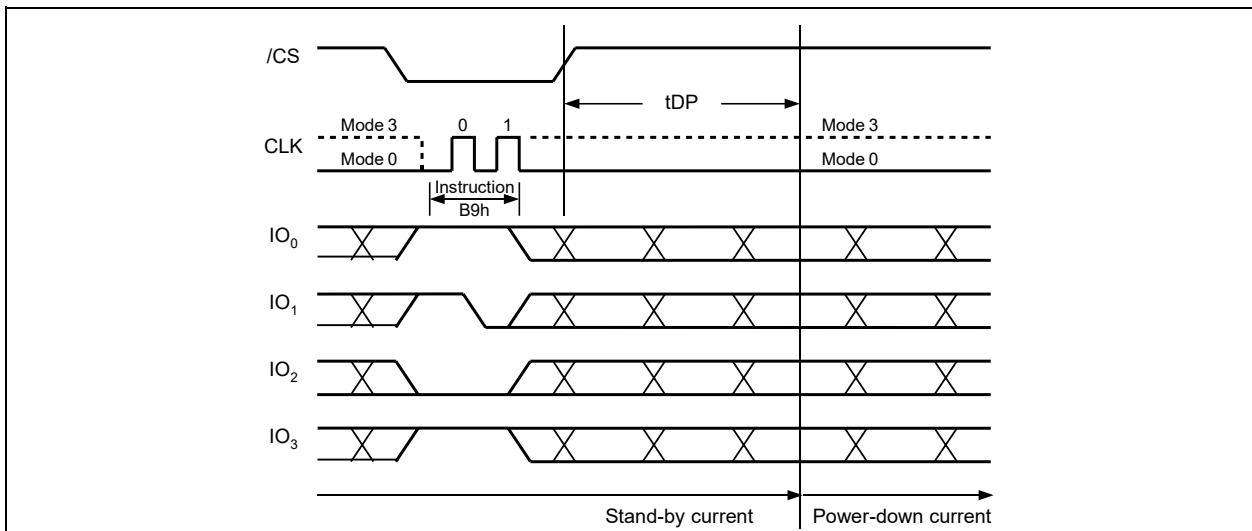 /CS
tDP
Mode 3 0 1 Mode 3
CLK
Mode 0 Mode 0
Instruction
B9h
IO0
IO1
IO2
IO3
Stand-by current Power-down current